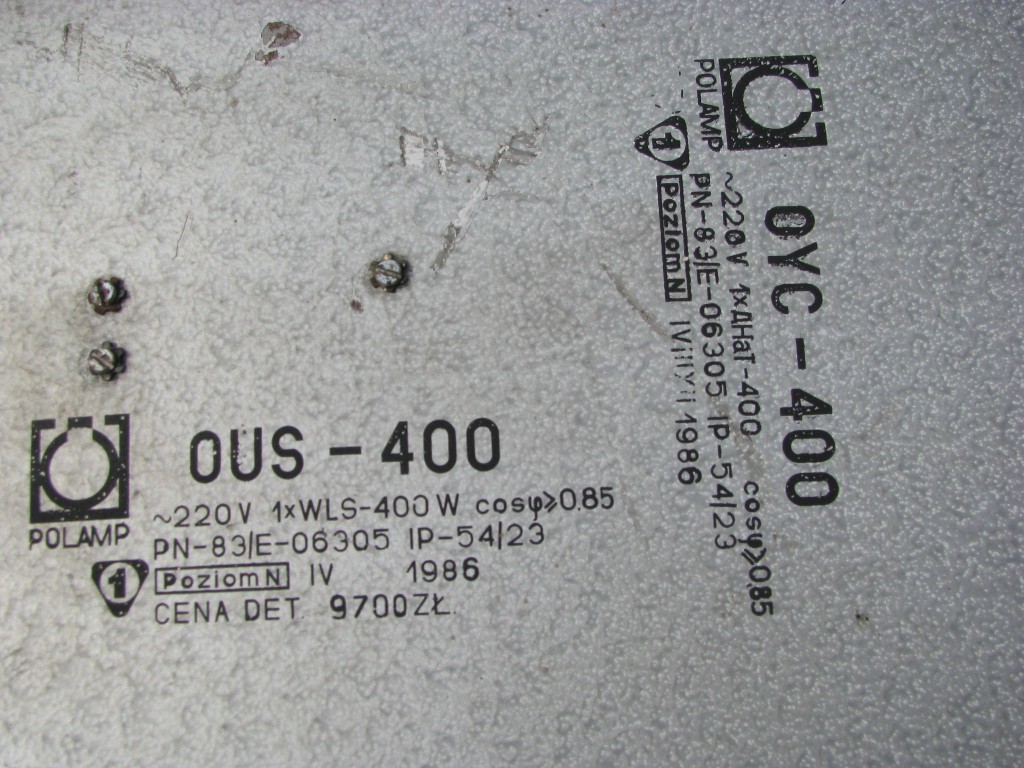 OUS-400
POLAMP
~220V 1xWLS-400W cosφ⩾0.85
PN-83/E-06305 IP-54/23
1 Poziom N IV 1986
CENA DET. 9700ZŁ.
OYC-400
POLAMP
~220V 1xДНаТ-400 cosφ⩾0.85
PN-83/E-06305 IP-54/23
1 Poziom N 1986